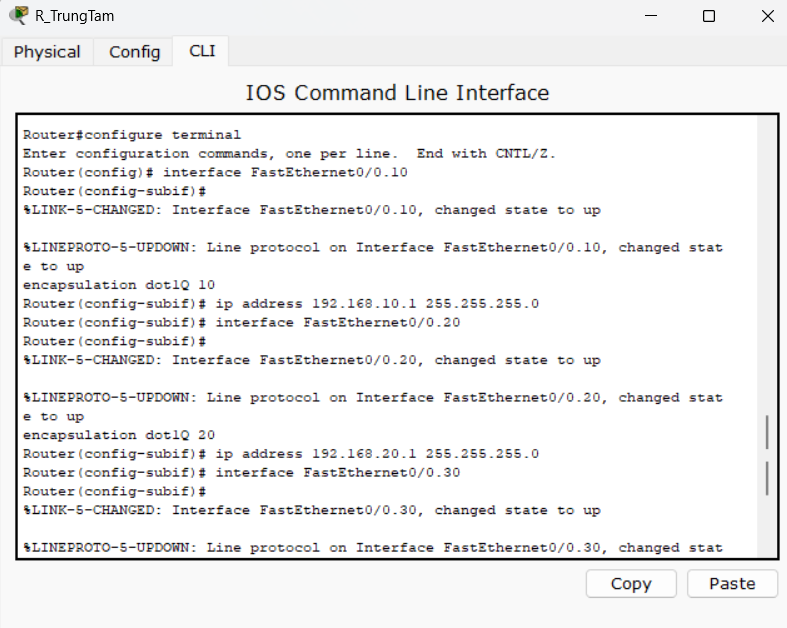 R_TrungTam
Physical Config CLI
IOS Command Line Interface
Router#configure terminal
Enter configuration commands, one per line.  End with CNTL/Z.
Router(config)# interface FastEthernet0/0.10
Router(config-subif)#
%LINK-5-CHANGED: Interface FastEthernet0/0.10, changed state to up
%LINEPROTO-5-UPDOWN: Line protocol on Interface FastEthernet0/0.10, changed stat
e to up
encapsulation dot1Q 10
Router(config-subif)# ip address 192.168.10.1 255.255.255.0
Router(config-subif)# interface FastEthernet0/0.20
Router(config-subif)#
%LINK-5-CHANGED: Interface FastEthernet0/0.20, changed state to up
%LINEPROTO-5-UPDOWN: Line protocol on Interface FastEthernet0/0.20, changed stat
e to up
encapsulation dot1Q 20
Router(config-subif)# ip address 192.168.20.1 255.255.255.0
Router(config-subif)# interface FastEthernet0/0.30
Router(config-subif)#
%LINK-5-CHANGED: Interface FastEthernet0/0.30, changed state to up
%LINEPROTO-5-UPDOWN: Line protocol on Interface FastEthernet0/0.30, changed stat
Copy Paste